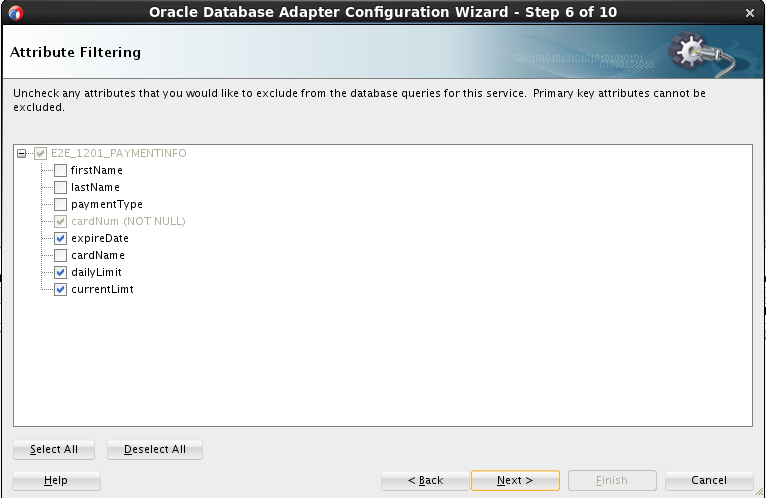 Oracle Database Adapter Configuration Wizard - Step 6 of 10
Attribute Filtering
01010101010101010101010101
0101010101010
Uncheck any attributes that you would like to exclude from the database queries for this service.  Primary key attributes cannot be
excluded.
E2E_1201_PAYMENTINFO
firstName
lastName
paymentType
cardNum (NOT NULL)
expireDate
cardName
dailyLimit
currentLimt
Select All
Deselect All
Help
< Back
Next >
Finish
Cancel